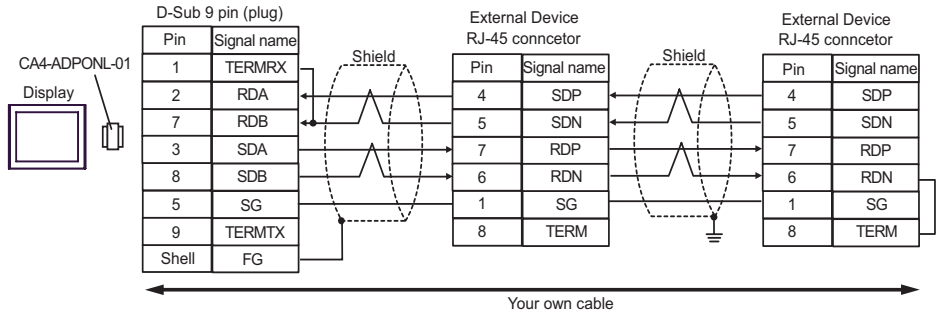 D-Sub 9 pin (plug)
External Device
RJ-45 conncetor
External Device
RJ-45 conncetor
CA4-ADPONL-01
Display
Pin Signal name
1 TERMRX
2 RDA
7 RDB
3 SDA
8 SDB
5 SG
9 TERMTX
Shell FG
Shield
Pin Signal name
4 SDP
5 SDN
7 RDP
6 RDN
1 SG
8 TERM
Shield
Pin Signal name
4 SDP
5 SDN
7 RDP
6 RDN
1 SG
8 TERM
Your own cable